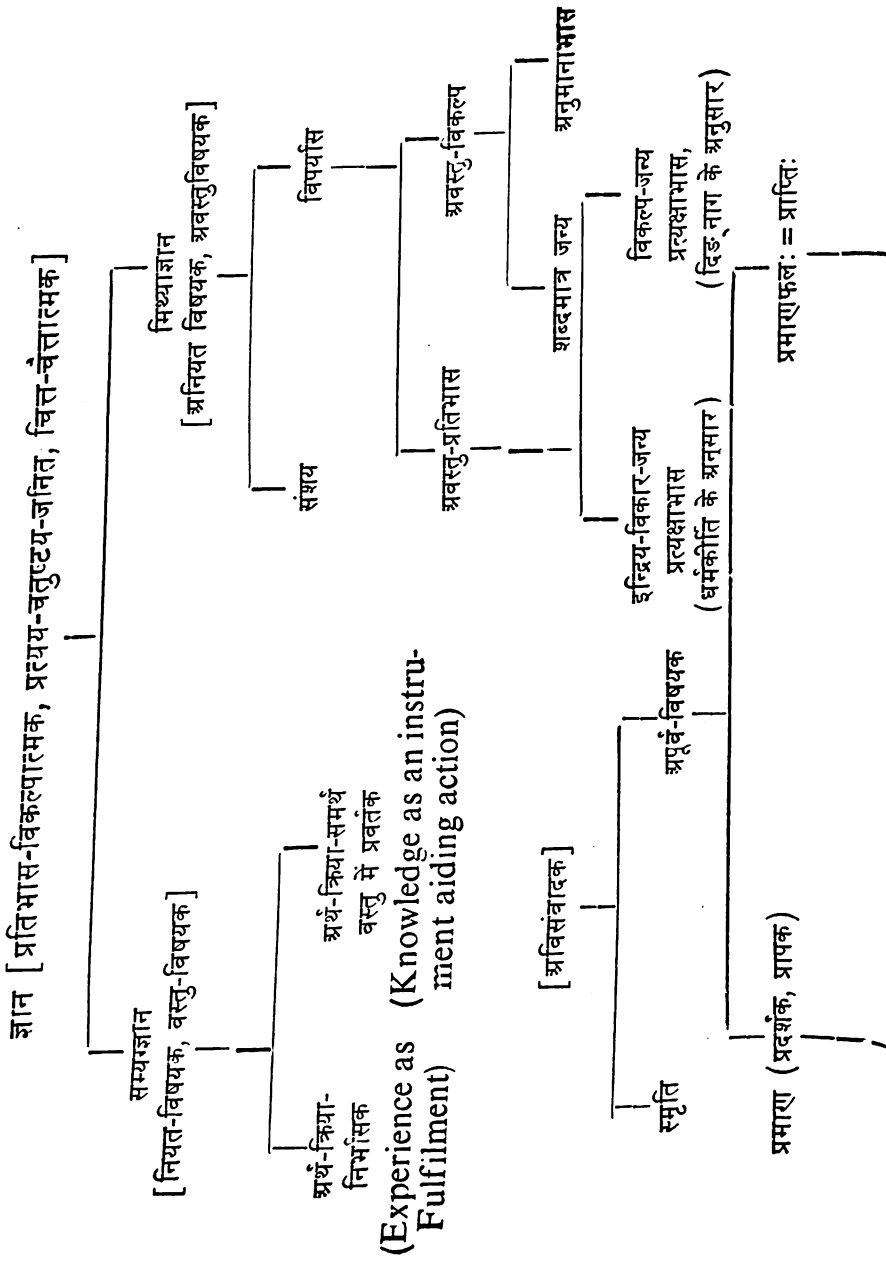 ज्ञान [प्रतिभास-विकल्पात्मक, प्रत्यय-चतुष्टय-जनित, चित्त-चैत्तात्मक]
सम्यग्ज्ञान
[नियत-विषयक, वस्तु-विषयक]
मिथ्याज्ञान
[अनियत विषयक, अवस्तुविषयक]
अर्थ-क्रिया-
निर्भासक
(Experience as
Fulfilment)
अर्थ-क्रिया-समर्थ
वस्तु में प्रवर्तक
(Knowledge as an instru-
ment aiding action)
संशय
विपर्यास
अवस्तु-प्रतिभास
अवस्तु-विकल्प
शब्दमात्र जन्य
अनुमानाभास
[अविसंवादक]
इन्द्रिय-विकार-जन्य
प्रत्यक्षाभास
(धर्मकीर्ति के अनुसार)
विकल्प-जन्य
प्रत्यक्षाभास,
(दिङ्नाग के अनुसार)
स्मृति
अपूर्व-विषयक
प्रमाण (प्रदर्शक, प्रापक)
प्रमाणफलः = प्राप्तिः